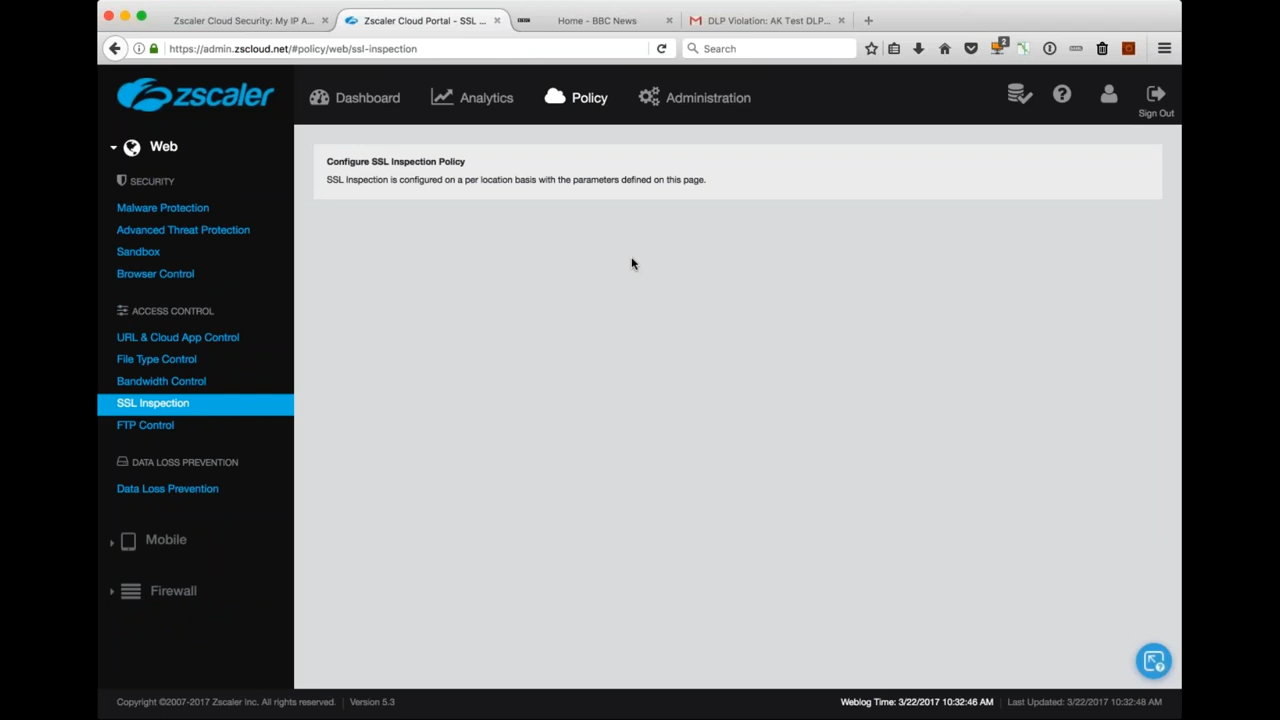 Zscaler Cloud Security: My IP A...
Zscaler Cloud Portal - SSL ...
BBC
Home - BBC News
DLP Violation: AK Test DLP...
https://admin.zscloud.net/#policy/web/ssl-inspection
Search
2
zscaler
Dashboard
Analytics
Policy
Administration
Sign Out
Web
SECURITY
Malware Protection
Advanced Threat Protection
Sandbox
Browser Control
ACCESS CONTROL
URL & Cloud App Control
File Type Control
Bandwidth Control
SSL Inspection
FTP Control
DATA LOSS PREVENTION
Data Loss Prevention
Mobile
Firewall
Configure SSL Inspection Policy
SSL Inspection is configured on a per location basis with the parameters defined on this page.
Copyright ©2007-2017 Zscaler Inc. All rights reserved. | Version 5.3
Weblog Time: 3/22/2017 10:32:46 AM | Last Updated: 3/22/2017 10:32:48 AM